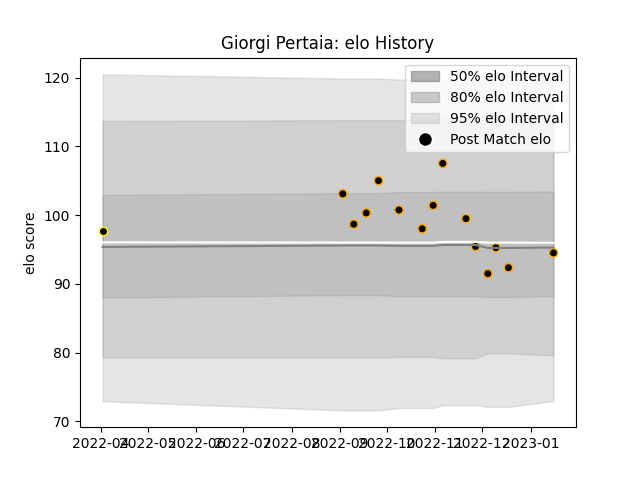 Giorgi Pertaia: elo History
50% elo Interval
80% elo Interval
95% elo Interval
Post Match elo
elo score
120
110
100
90
80
70
2022-04 2022-05 2022-06 2022-07 2022-08 2022-09 2022-10 2022-11 2022-12 2023-01